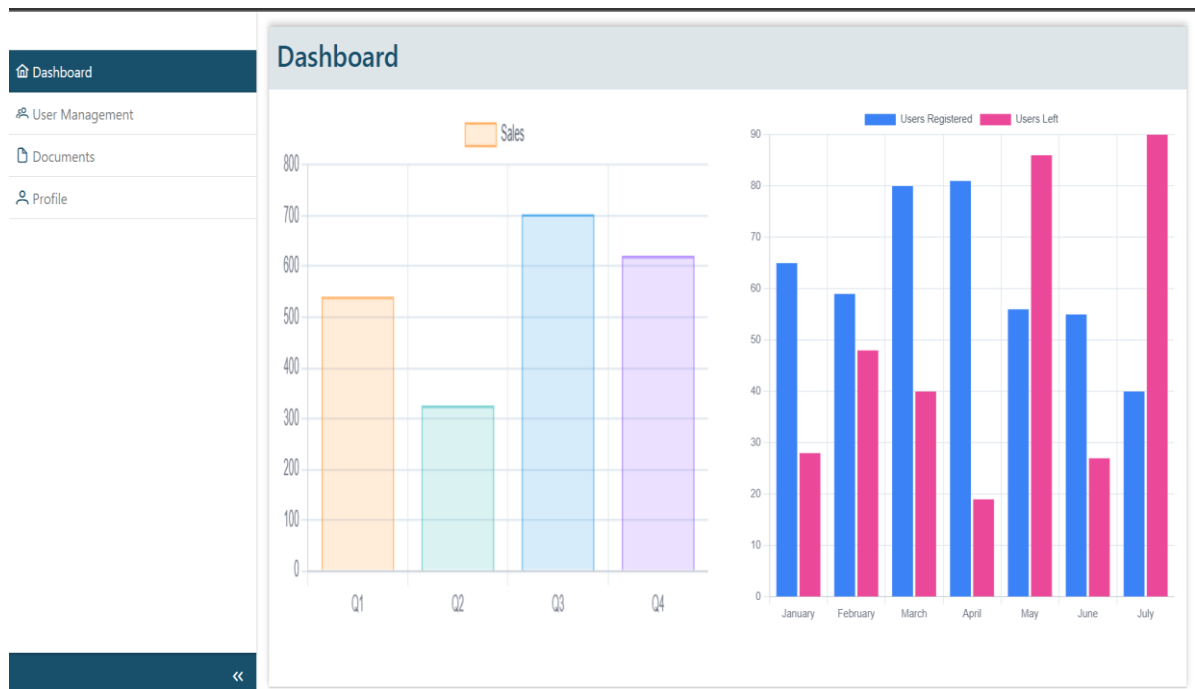 Dashboard
User Management
Documents
Profile
«
Dashboard
Sales
800
700
600
500
400
300
200
100
0
Q1 Q2 Q3 Q4
Users Registered Users Left
90
80
70
60
50
40
30
20
10
0
January February March April May June July